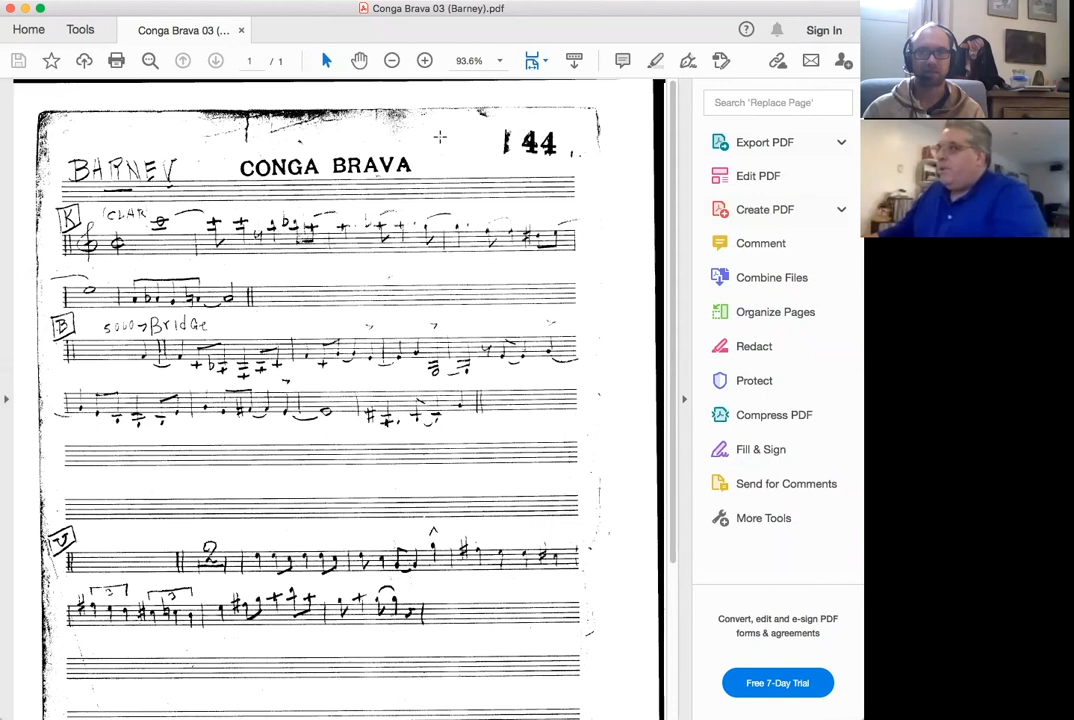 Conga Brava 03 (Barney).pdf
Home
Tools
Conga Brava 03 (...
×
Sign In
1 / 1
93.6%
Search 'Replace Page'
Export PDF
Edit PDF
Create PDF
Comment
Combine Files
Organize Pages
Redact
Protect
Compress PDF
Fill & Sign
Send for Comments
More Tools
Convert, edit and e-sign PDF
forms & agreements
Free 7-Day Trial
144
BARNEY
CONGA BRAVA
K
CLAR
B
SOLO → Bridge
2
3
3